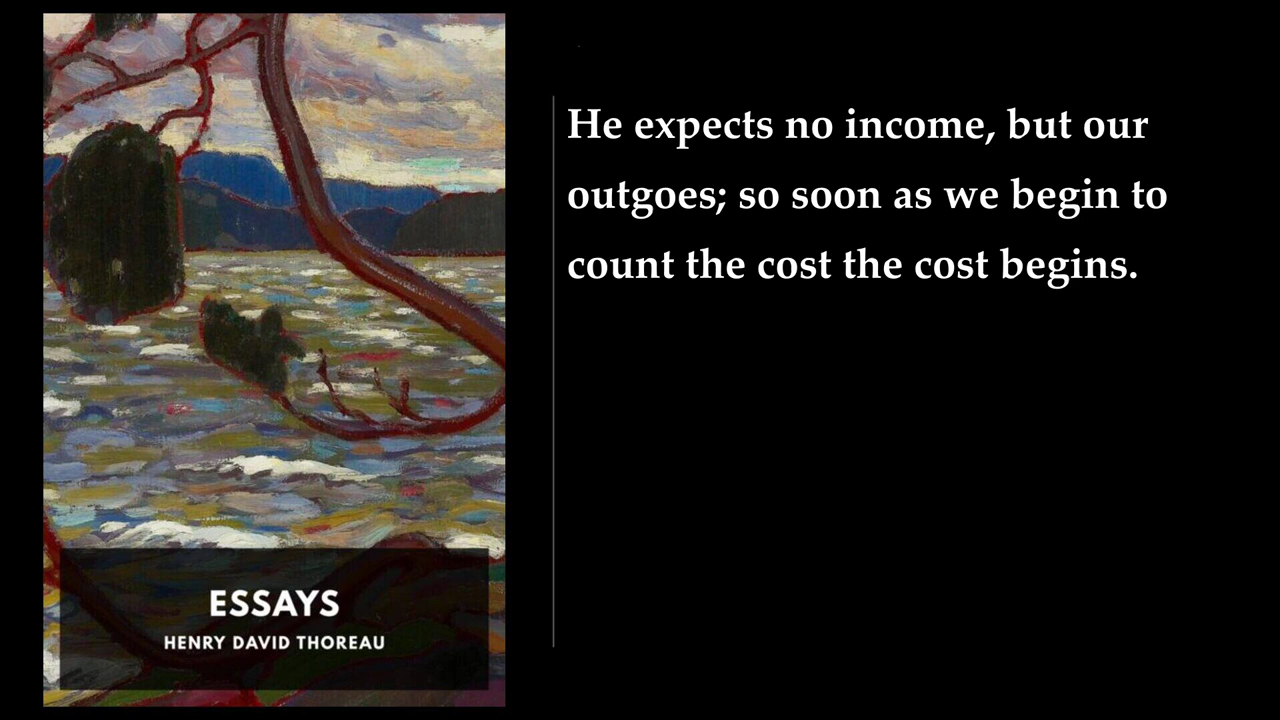 ESSAYS
HENRY DAVID THOREAU
He expects no income, but our
outgoes; so soon as we begin to
count the cost the cost begins.